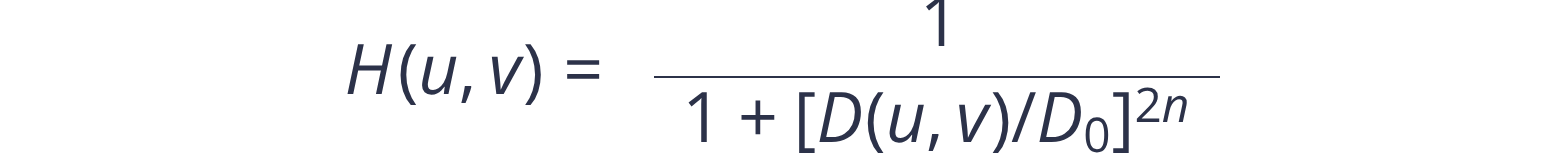 H(u, v) = 1 / 1 + [D(u, v)/D₀]²ⁿ